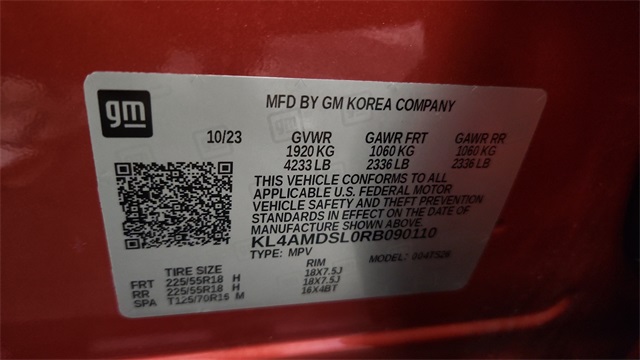 gm
MFD BY GM KOREA COMPANY
10/23 GVWR GAWR FRT GAWR RR
1920 KG 1060 KG 1060 KG
4233 LB 2336 LB 2336 LB
THIS VEHICLE CONFORMS TO ALL
APPLICABLE U.S. FEDERAL MOTOR
VEHICLE SAFETY AND THEFT PREVENTION
STANDARDS IN EFFECT ON THE DATE OF
MANUFACTURE SHOWN ABOVE.
KL4AMDSL0RB090110
TYPE: MPV MODEL: 004TS26
TIRE SIZE RIM
FRT 225/55R18 H 18X7.5J
RR 225/55R18 H 18X7.5J
SPA T125/70R16 M 16X4BT